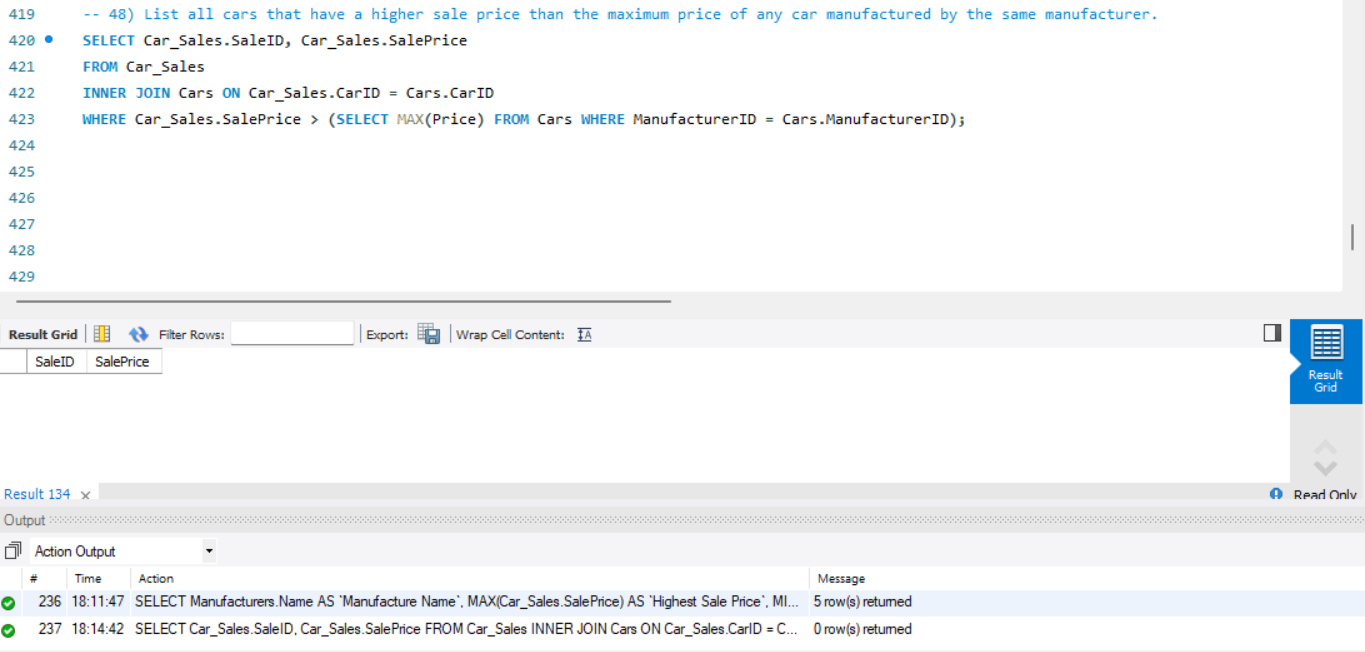 419 -- 48) List all cars that have a higher sale price than the maximum price of any car manufactured by the same manufacturer.
420 SELECT Car_Sales.SaleID, Car_Sales.SalePrice
421 FROM Car_Sales
422 INNER JOIN Cars ON Car_Sales.CarID = Cars.CarID
423 WHERE Car_Sales.SalePrice > (SELECT MAX(Price) FROM Cars WHERE ManufacturerID = Cars.ManufacturerID);
424
425
426
427
428
429
Result Grid Filter Rows: Export: Wrap Cell Content: IA
SaleID SalePrice
Result Grid
Result 134 × Read Only
Output
Action Output
# Time Action Message
236 18:11:47 SELECT Manufacturers.Name AS `Manufacture Name`, MAX(Car_Sales.SalePrice) AS `Highest Sale Price`, MI... 5 row(s) returned
237 18:14:42 SELECT Car_Sales.SaleID, Car_Sales.SalePrice FROM Car_Sales INNER JOIN Cars ON Car_Sales.CarID = C... 0 row(s) returned